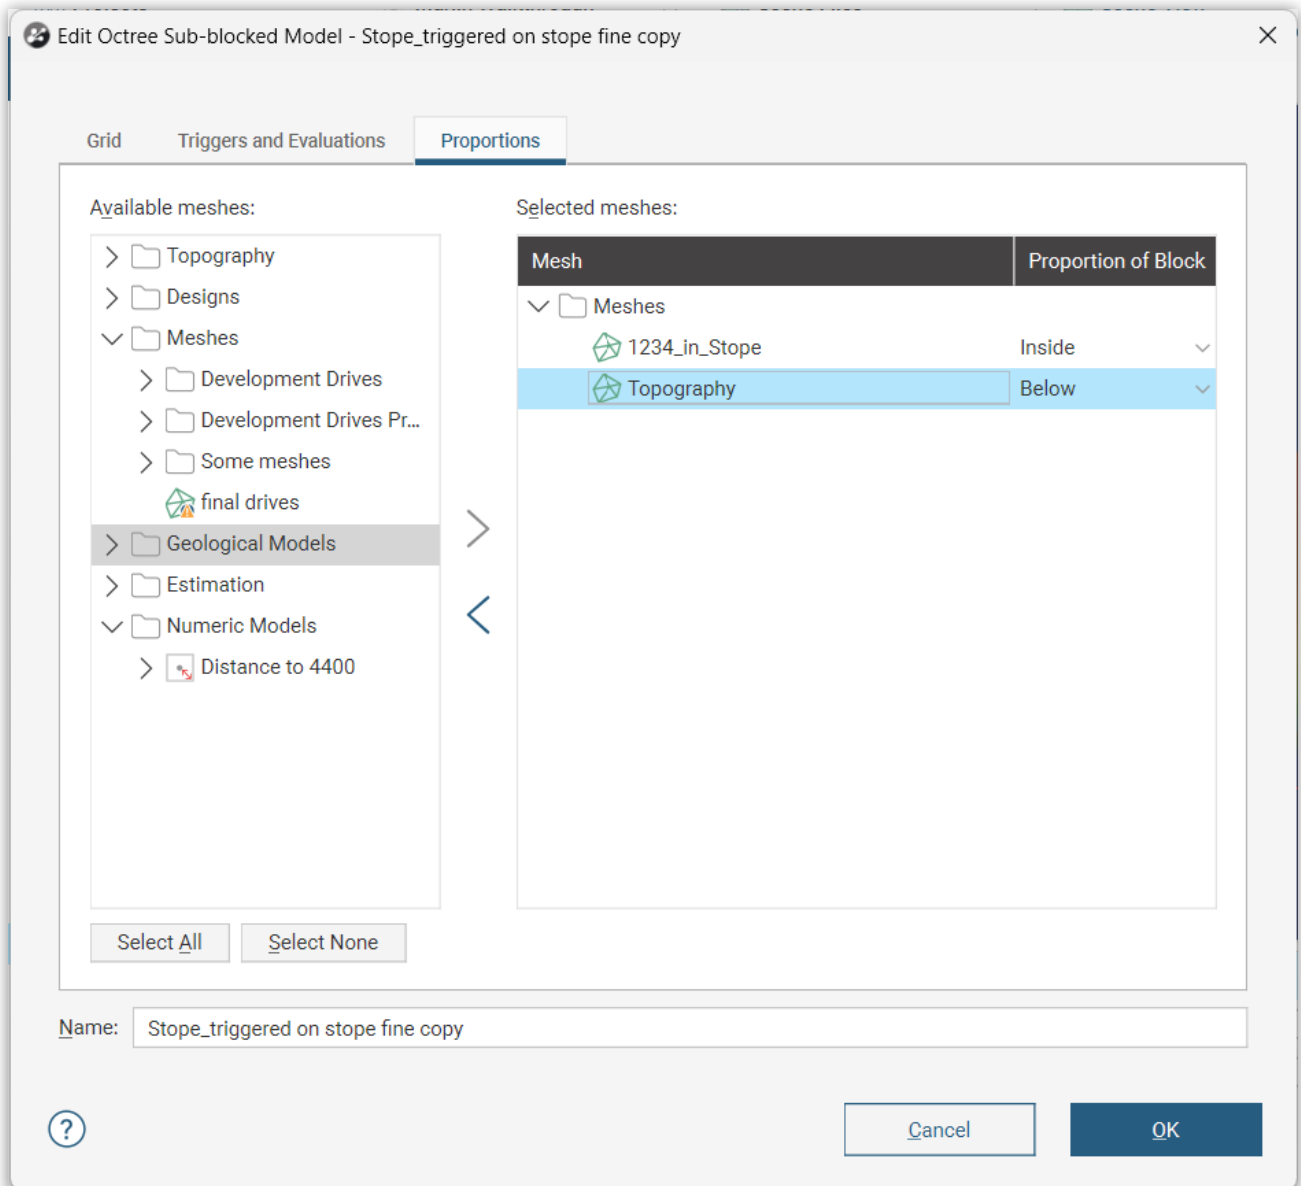 Edit Octree Sub-blocked Model - Stope_triggered on stope fine copy
Grid
Triggers and Evaluations
Proportions
Available meshes:
Selected meshes:
Topography
Designs
Meshes
Development Drives
Development Drives Pr...
Some meshes
final drives
Geological Models
Estimation
Numeric Models
Distance to 4400
Mesh
Proportion of Block
Meshes
1234_in_Stope
Inside
Topography
Below
Select All
Select None
Name:
Stope_triggered on stope fine copy
?
Cancel
OK